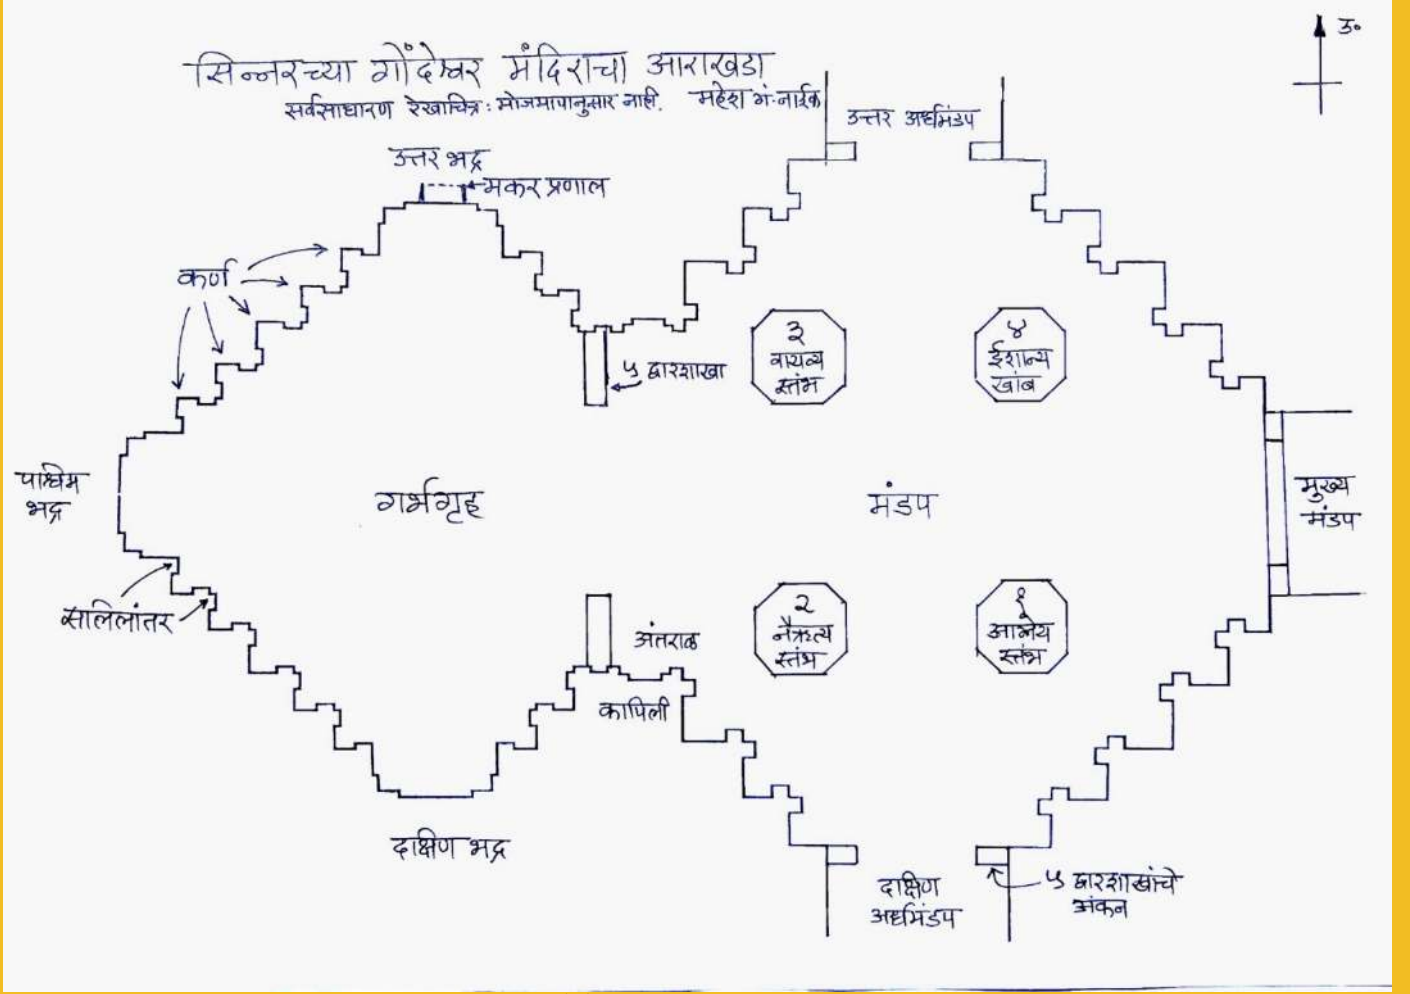 उ०
सिन्नरच्या गोंदेश्वर मंदिराचा आराखडा
सर्वसाधारण रेखाचित्र: मोजमापानुसार नाही. महेश गं. नाईक
उत्तर अर्धमंडप
उत्तर भद्र
मकर प्रणाल
कर्ण
३
वायव्य
स्तंभ
४
ईशान्य
खांब
५ द्वारशाखा
पश्चिम
भद्र
गर्भगृह
मंडप
मुख्य
मंडप
सलिलांतर
अंतराळ
२
नैऋत्य
स्तंभ
१
आग्नेय
स्तंभ
कपिली
दक्षिण भद्र
दक्षिण
अर्धमंडप
५ द्वारशाखांचे
अंकन